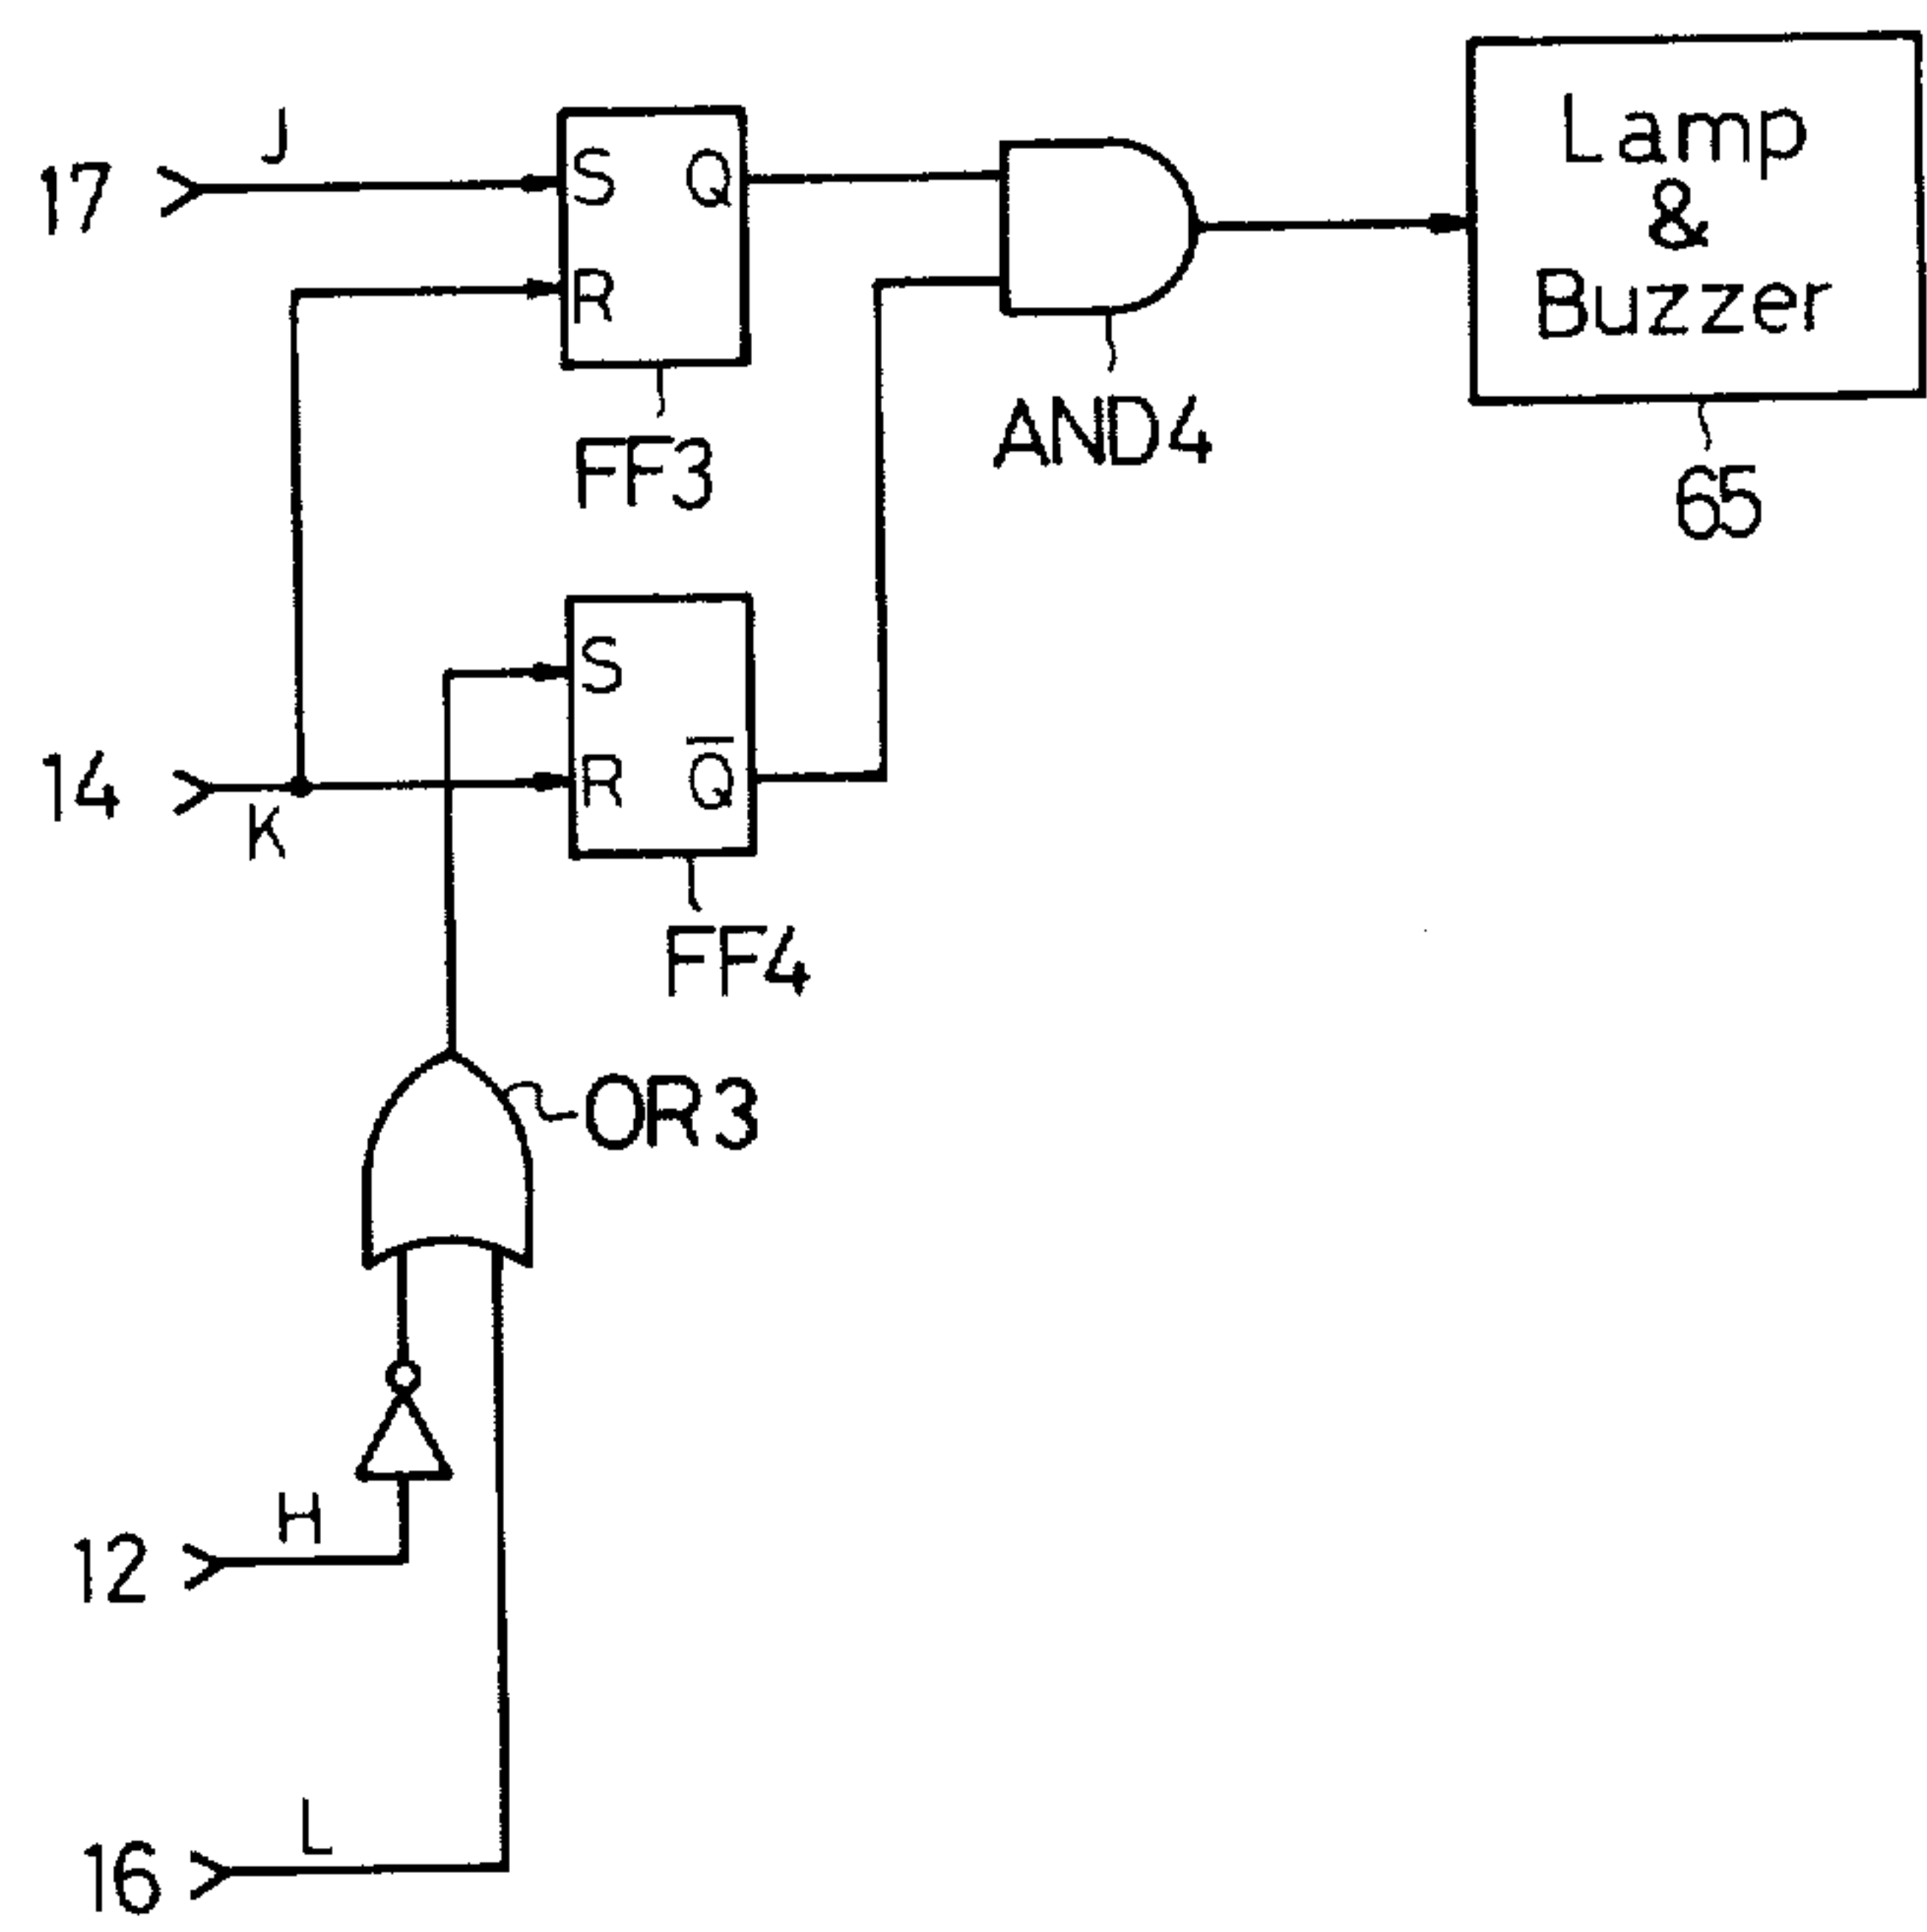 J
17
S
Q
R
FF3
AND4
Lamp
&
Buzzer
65
S
R
Q̅
14
K
FF4
OR3
H
12
L
16